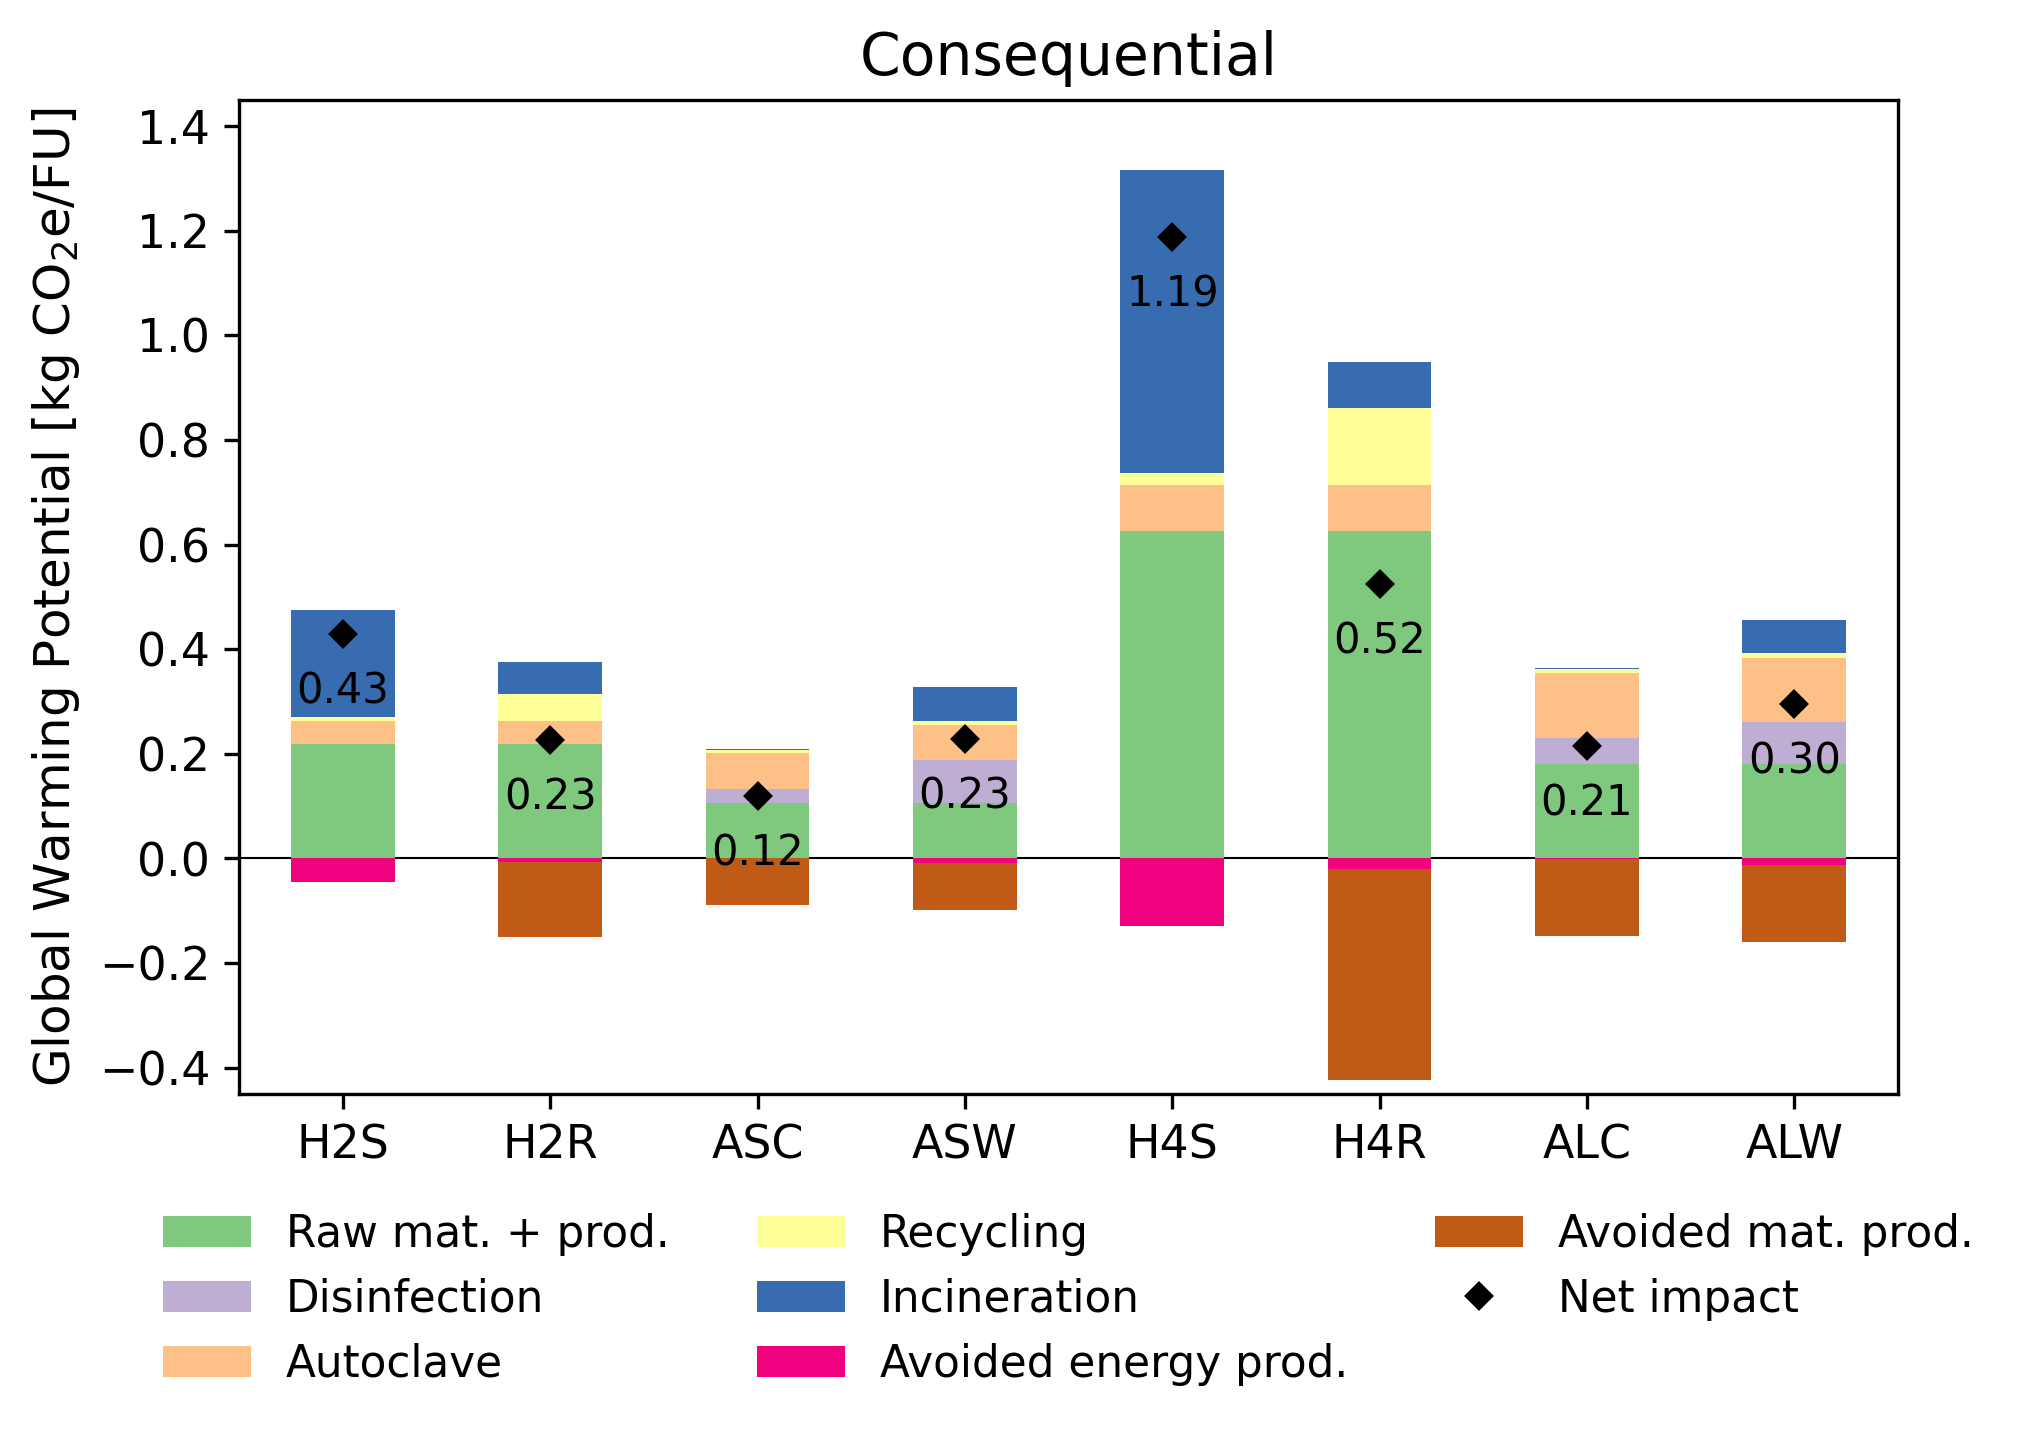 Consequential
Global Warming Potential [kg CO₂e/FU]
1.4
1.2
1.0
0.8
0.6
0.4
0.2
0.0
−0.2
−0.4
0.43
0.23
0.12
0.23
1.19
0.52
0.21
0.30
H2S H2R ASC ASW H4S H4R ALC ALW
Raw mat. + prod.
Disinfection
Autoclave
Recycling
Incineration
Avoided energy prod.
Avoided mat. prod.
Net impact